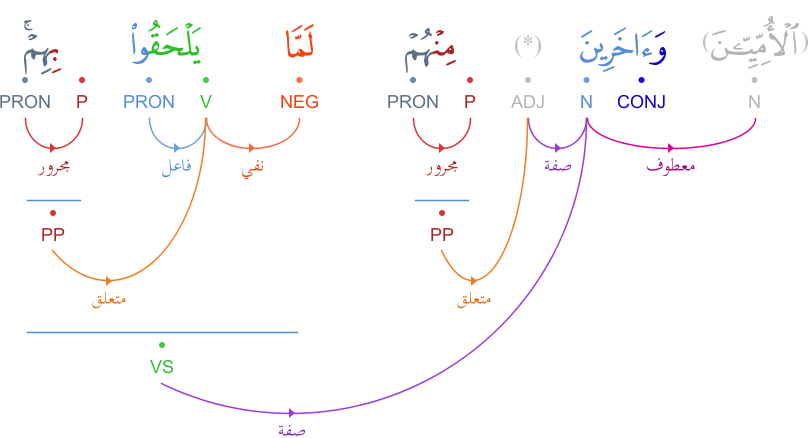 (ٱلْأُمِّيِّـۧنَ) وَءَاخَرِينَ (*) مِنْهُمْ لَمَّا يَلْحَقُوا۟ بِهِمْ ۚ
N CONJ N ADJ P PRON NEG V PRON P PRON
معطوف صفة مجرور نفي فاعل مجرور
PP PP
متعلق متعلق
VS
صفة